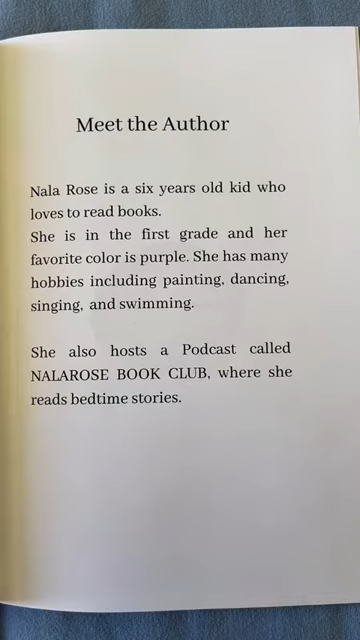 Meet the Author
Nala Rose is a six years old kid who
loves to read books.
She is in the first grade and her
favorite color is purple. She has many
hobbies including painting, dancing,
singing, and swimming.
She also hosts a Podcast called
NALAROSE BOOK CLUB, where she
reads bedtime stories.